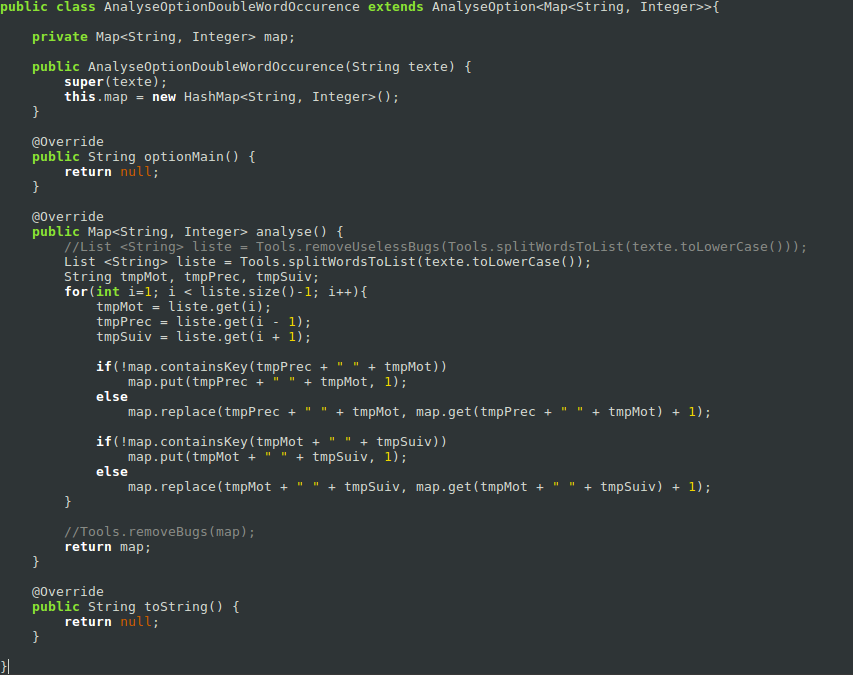 public class AnalyseOptionDoubleWordOccurence extends AnalyseOption<Map<String, Integer>>{
    private Map<String, Integer> map;
    public AnalyseOptionDoubleWordOccurence(String texte) {
        super(texte);
        this.map = new HashMap<String, Integer>();
    }
    @Override
    public String optionMain() {
        return null;
    }
    @Override
    public Map<String, Integer> analyse() {
        //List <String> liste = Tools.removeUselessBugs(Tools.splitWordsToList(texte.toLowerCase()));
        List <String> liste = Tools.splitWordsToList(texte.toLowerCase());
        String tmpMot, tmpPrec, tmpSuiv;
        for(int i=1; i < liste.size()-1; i++){
            tmpMot = liste.get(i);
            tmpPrec = liste.get(i - 1);
            tmpSuiv = liste.get(i + 1);
            if(!map.containsKey(tmpPrec + " " + tmpMot))
                map.put(tmpPrec + " " + tmpMot, 1);
            else
                map.replace(tmpPrec + " " + tmpMot, map.get(tmpPrec + " " + tmpMot) + 1);
            if(!map.containsKey(tmpMot + " " + tmpSuiv))
                map.put(tmpMot + " " + tmpSuiv, 1);
            else
                map.replace(tmpMot + " " + tmpSuiv, map.get(tmpMot + " " + tmpSuiv) + 1);
        }
        //Tools.removeBugs(map);
        return map;
    }
    @Override
    public String toString() {
        return null;
    }
}